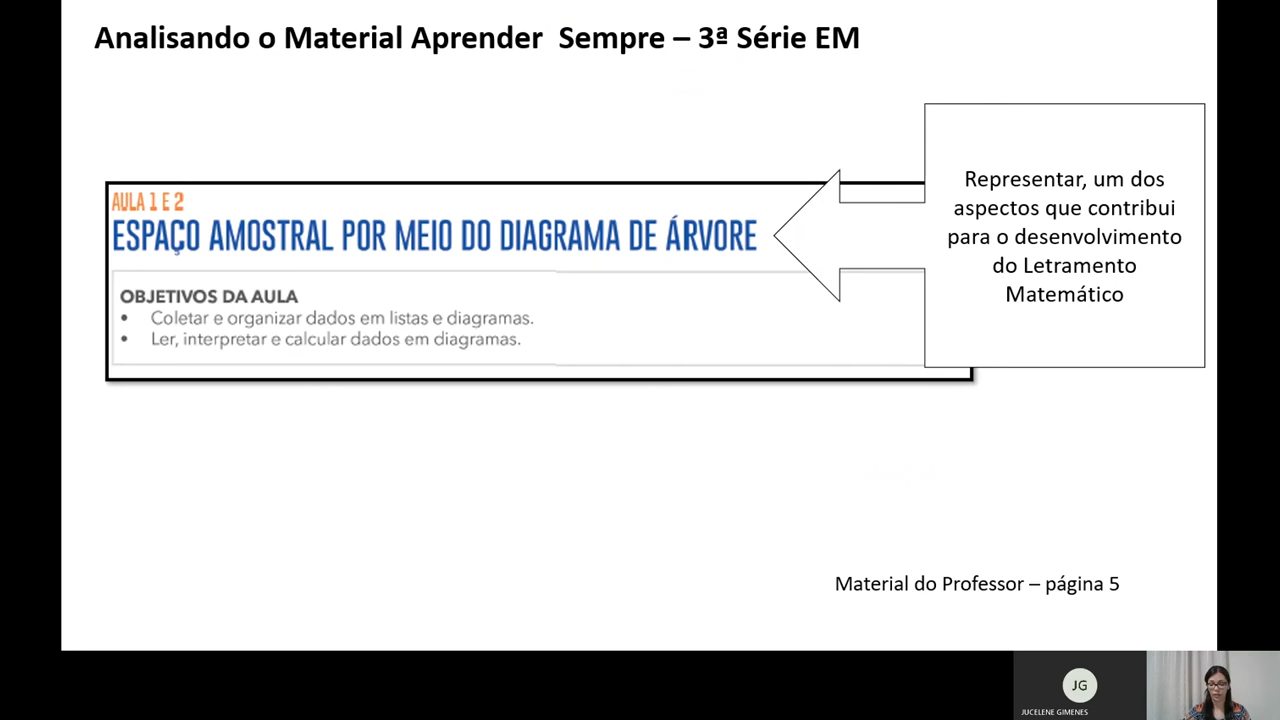 Analisando o Material Aprender Sempre – 3ª Série EM
AULA 1 E 2
ESPAÇO AMOSTRAL POR MEIO DO DIAGRAMA DE ÁRVORE
OBJETIVOS DA AULA
• Coletar e organizar dados em listas e diagramas.
• Ler, interpretar e calcular dados em diagramas.
Representar, um dos
aspectos que contribui
para o desenvolvimento
do Letramento
Matemático
Material do Professor – página 5
JG
JUCELENE GIMENES